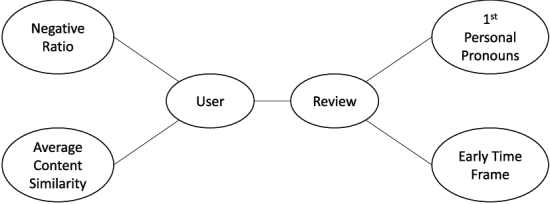 Negative
Ratio
1st
Personal
Pronouns
User
Review
Average
Content
Similarity
Early Time
Frame